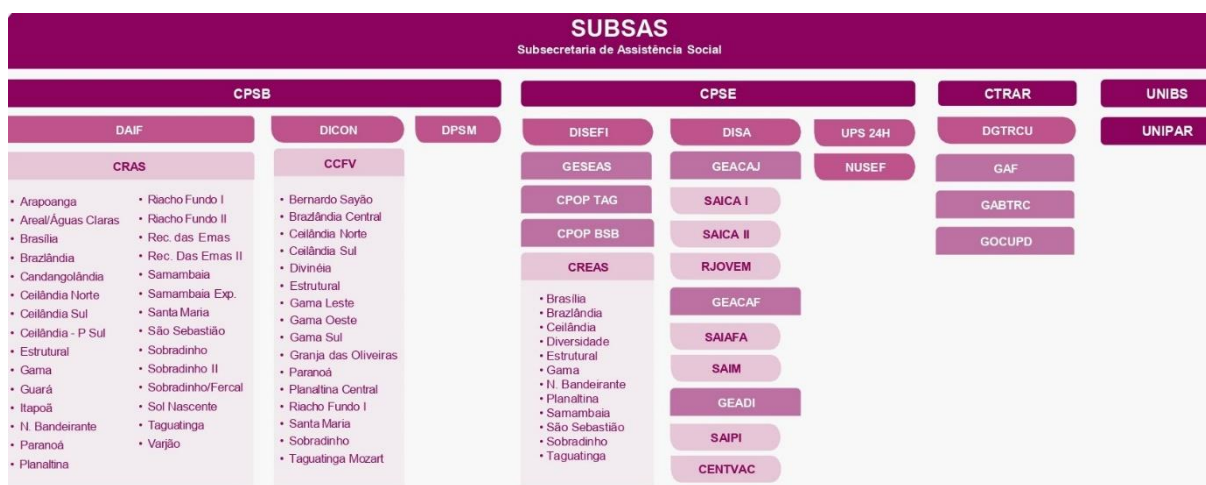 SUBSAS
Subsecretaria de Assistência Social
CPSB
DAIF
CRAS
• Arapoanga
• Areal/Águas Claras
• Brasília
• Brazlândia
• Candangolândia
• Ceilândia Norte
• Ceilândia Sul
• Ceilândia - P Sul
• Estrutural
• Gama
• Guará
• Itapoã
• N. Bandeirante
• Paranoá
• Planaltina
• Riacho Fundo I
• Riacho Fundo II
• Rec. das Emas
• Rec. Das Emas II
• Samambaia
• Samambaia Exp.
• Santa Maria
• São Sebastião
• Sobradinho
• Sobradinho II
• Sobradinho/Fercal
• Sol Nascente
• Taguatinga
• Varjão
DICON
CCFV
• Bernardo Sayão
• Brazlândia Central
• Ceilândia Norte
• Ceilândia Sul
• Divinéia
• Estrutural
• Gama Leste
• Gama Oeste
• Gama Sul
• Granja das Oliveiras
• Paranoá
• Planaltina Central
• Riacho Fundo I
• Santa Maria
• Sobradinho
• Taguatinga Mozart
DPSM
CPSE
DISEFI
GESEAS
CPOP TAG
CPOP BSB
CREAS
• Brasília
• Brazlândia
• Ceilândia
• Diversidade
• Estrutural
• Gama
• N. Bandeirante
• Planaltina
• Samambaia
• São Sebastião
• Sobradinho
• Taguatinga
DISA
GEACAJ
SAICA I
SAICA II
RJOVEM
GEACAF
SAIAFA
SAIM
GEADI
SAIPI
CENTVAC
UPS 24H
NUSEF
CTRAR
DGTRCU
GAF
GABTRC
GOCUPD
UNIBS
UNIPAR